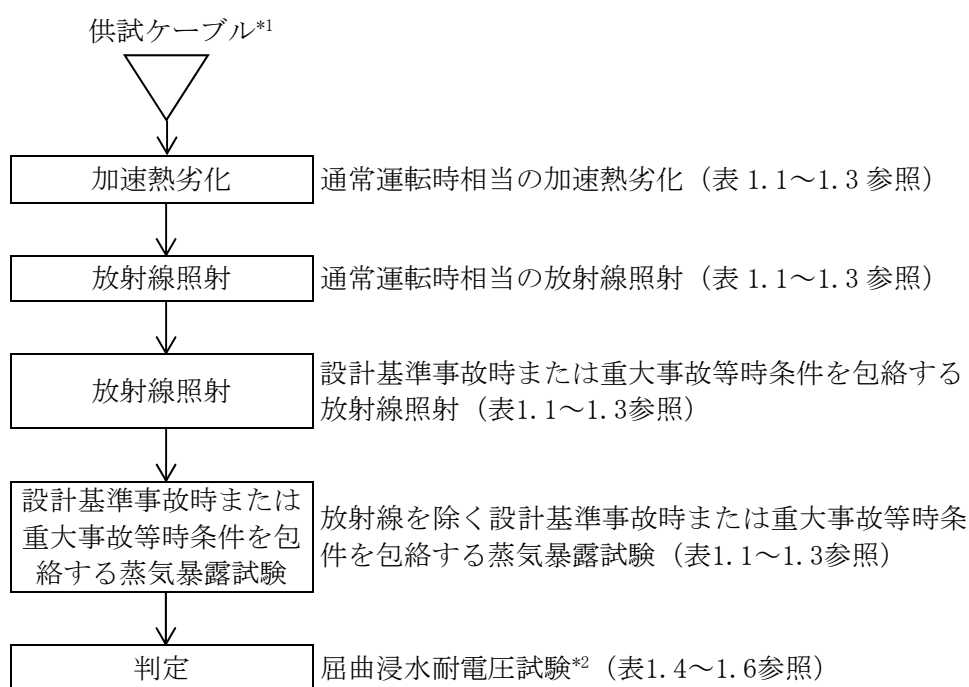 供試ケーブル*1
加速熱劣化
通常運転時相当の加速熱劣化（表 1.1～1.3 参照）
放射線照射
通常運転時相当の放射線照射（表 1.1～1.3 参照）
放射線照射
設計基準事故時または重大事故等時条件を包絡する
放射線照射（表1.1～1.3参照）
設計基準事故時または
重大事故等時条件を包
絡する蒸気暴露試験
放射線を除く設計基準事故時または重大事故等時条
件を包絡する蒸気暴露試験（表1.1～1.3参照）
判定
屈曲浸水耐電圧試験*2（表1.4～1.6参照）